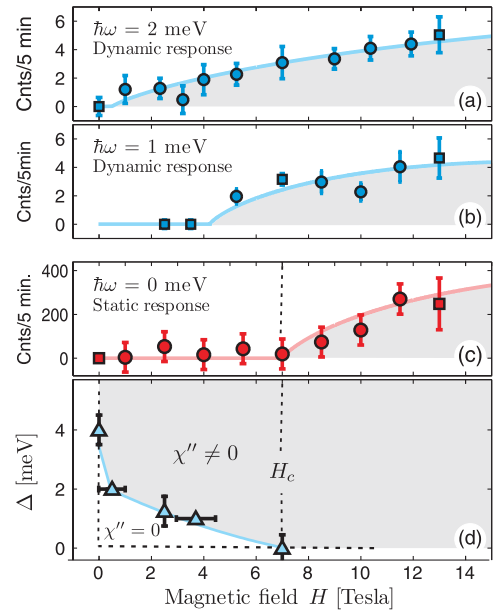 6
4
2
0
Cnts/5 min
ħω = 2 meV
Dynamic response
(a)
6
4
2
0
Cnts/5min
ħω = 1 meV
Dynamic response
(b)
400
200
0
Cnts/5 min.
ħω = 0 meV
Static response
(c)
4
2
0
Δ [meV]
χ″ ≠ 0
H_c
χ″ = 0
(d)
0 2 4 6 8 10 12 14
Magnetic field H [Tesla]